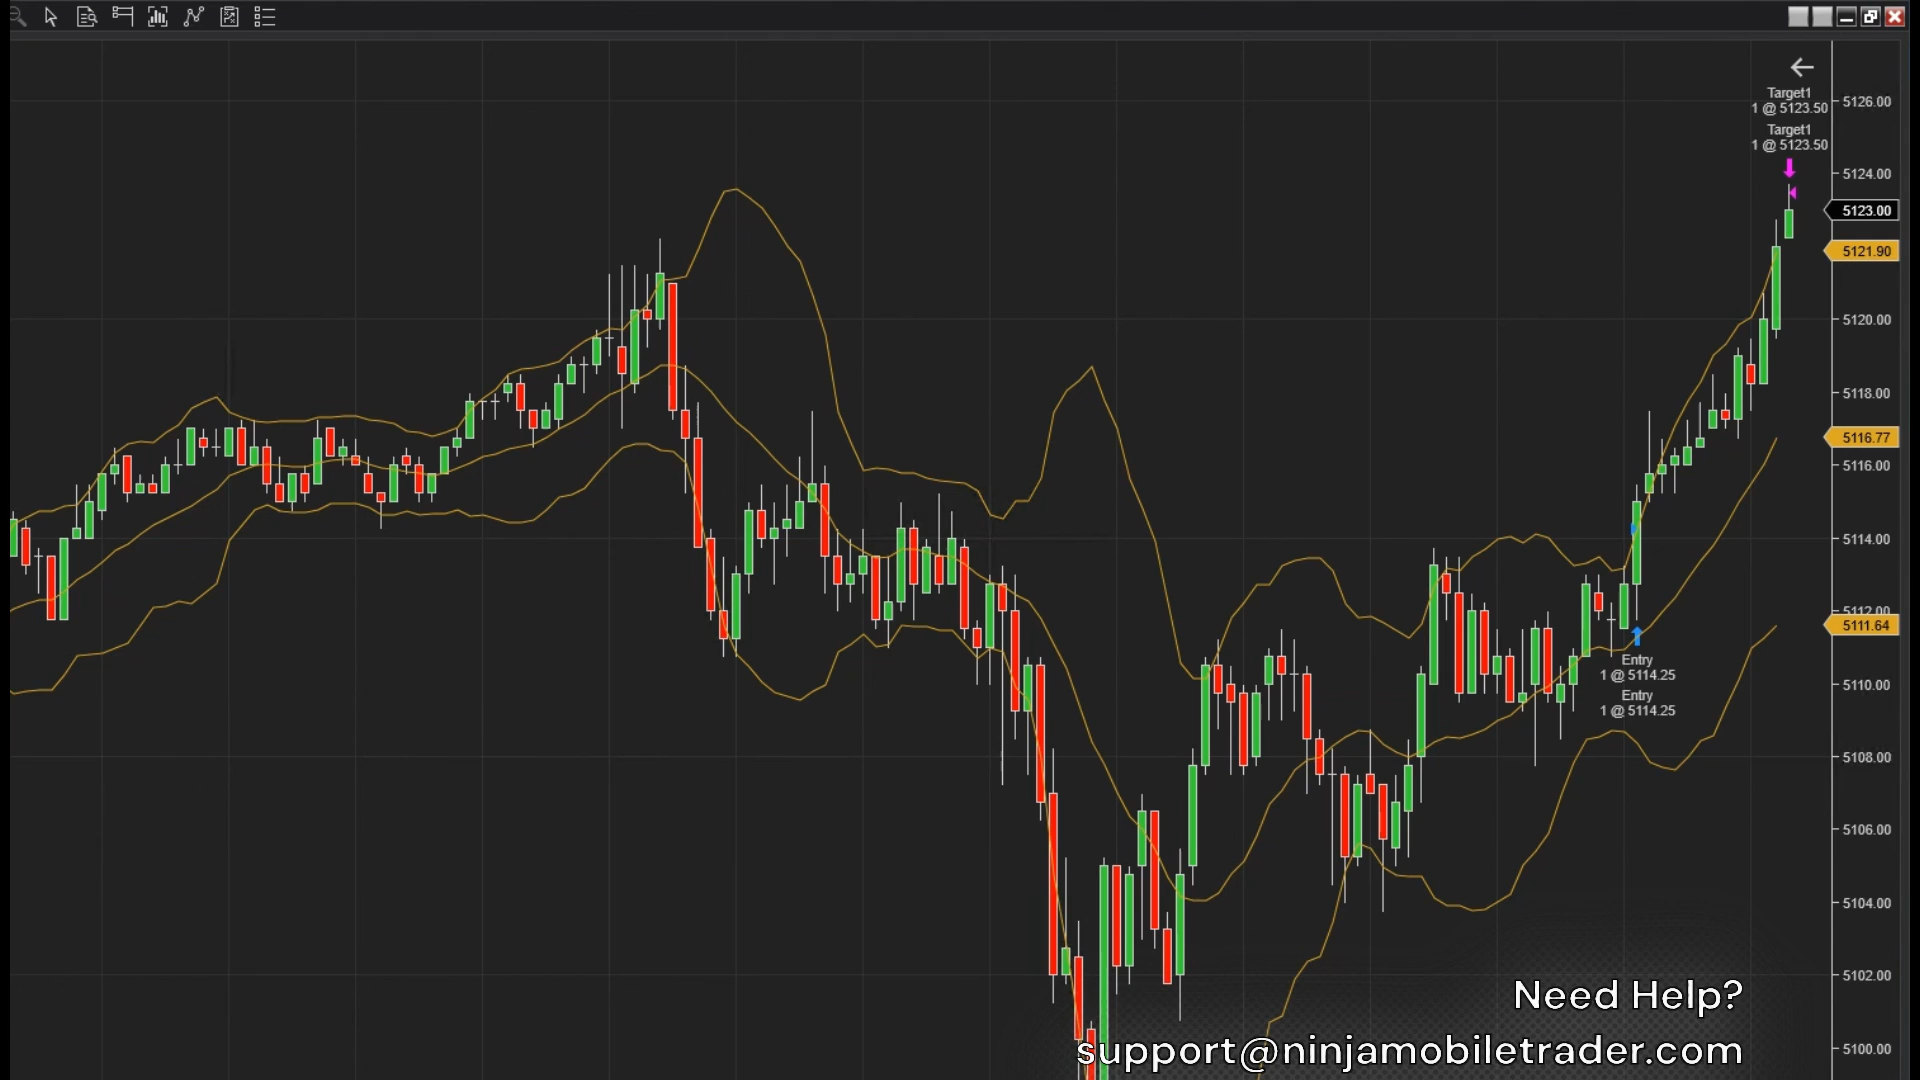 Target1
1 @ 5123.50
Target1
1 @ 5123.50
5126.00
5124.00
5123.00
5121.90
5120.00
5118.00
5116.77
5116.00
5114.00
5112.00
5111.64
5110.00
5108.00
5106.00
5104.00
5102.00
5100.00
Entry
1 @ 5114.25
Entry
1 @ 5114.25
Need Help?
support@ninjamobiletrader.com